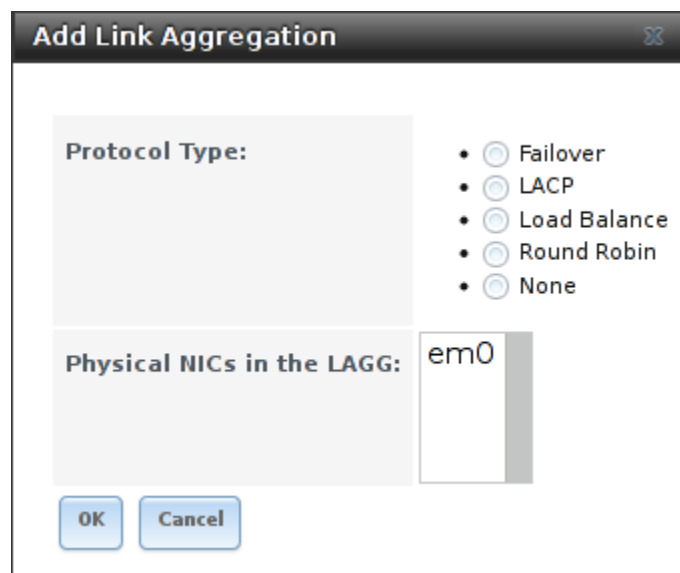 Add Link Aggregation
Protocol Type:
Failover
LACP
Load Balance
Round Robin
None
Physical NICs in the LAGG:
em0
OK
Cancel